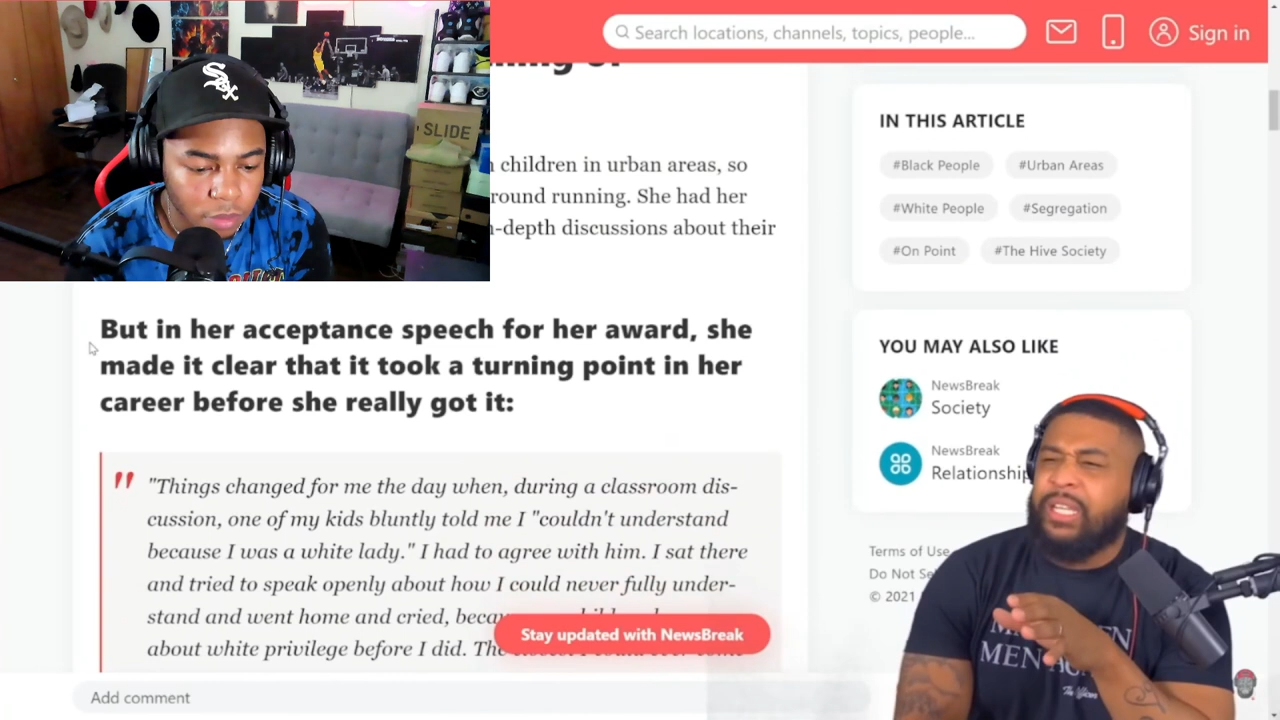 Search locations, channels, topics, people...
Sign in
children in urban areas, so
round running. She had her
-depth discussions about their
But in her acceptance speech for her award, she
made it clear that it took a turning point in her
career before she really got it:
"Things changed for me the day when, during a classroom dis-
cussion, one of my kids bluntly told me I "couldn't understand
because I was a white lady." I had to agree with him. I sat there
and tried to speak openly about how I could never fully under-
stand and went home and cried,
about white privilege before I did.
Stay updated with NewsBreak
Add comment
IN THIS ARTICLE
#Black People
#Urban Areas
#White People
#Segregation
#On Point
#The Hive Society
YOU MAY ALSO LIKE
NewsBreak
Society
NewsBreak
Relationship
Terms of Use
Do Not
© 2021
SLIDE
Sox
MEN